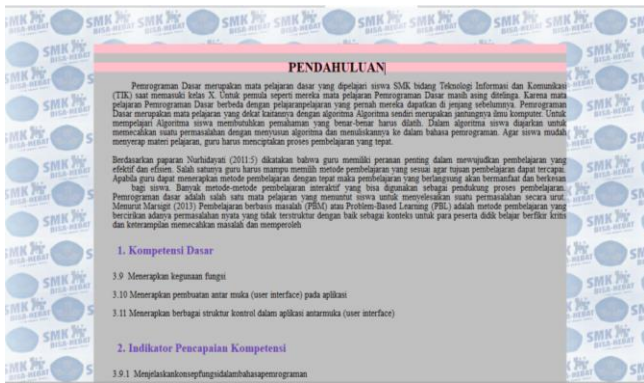 PENDAHULUAN
Pemrograman Dasar merupakan mata pelajaran dasar yang dipelajari siswa SMK bidang Teknologi Informasi dan Komunikasi
(TIK) saat memasuki kelas X. Untuk pemula seperti mereka mata pelajaran Pemrograman Dasar masih asing ditelinga. Karena mata
pelajaran Pemrograman Dasar berbeda dengan pelajaranpelajaran yang pernah mereka dapatkan di jenjang sebelumnya. Pemrograman
Dasar merupakan mata pelajaran yang dekat kaitannya dengan algoritma Algoritma sendiri merupakan jantungnya ilmu komputer. Untuk
mempelajari Algoritma siswa membutuhkan pemahaman yang benar-benar harus dilatih. Dalam algoritma siswa diajarkan untuk
memecahkan suatu permasalahan dengan menyusun algoritma dan menuliskannya ke dalam bahasa pemrograman. Agar siswa mudah
menyerap materi pelajaran, guru harus menciptakan proses pembelajaran yang tepat.
Berdasarkan paparan Nurhidayati (2011:5) dikatakan bahwa guru memiliki peranan penting dalam mewujudkan pembelajaran yang
efektif dan efisen. Salah satunya guru harus mampu memilih metode pembelajaran yang sesuai agar tujuan pembelajaran dapat tercapai.
Apabila guru dapat menerapkan metode pembelajaran dengan tepat maka pembelajaran yang berlangsung akan bermanfaat dan berkesan
bagi siswa. Banyak metode-metode pembelajaran interaktif yang bisa digunakan sebagai pendukung proses pembelajaran.
Pemrograman dasar adalah salah satu mata pelajaran yang menuntut siswa untuk menyelesaikan suatu permasalahan secara urut.
Menurut Marsigit (2013) Pembelajaran berbasis masalah (PBM) atau Problem-Based Learning (PBL) adalah metode pembelajaran yang
bercirikan adanya permasalahan nyata yang tidak terstruktur dengan baik sebagai konteks untuk para peserta didik belajar berfikir kritis
dan keterampilan memecahkan masalah dan memperoleh
1. Kompetensi Dasar
3.9 Menerapkan kegunaan fungsi
3.10 Menerapkan pembuatan antar muka (user interface) pada aplikasi
3.11 Menerapkan berbagai struktur kontrol dalam aplikasi antarmuka (user interface)
2. Indikator Pencapaian Kompetensi
3.9.1 Menjelaskankonsepfungsidalambahasapemrograman
SMK BISA-HEBAT